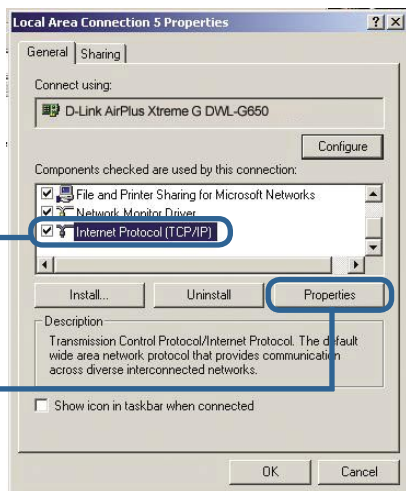 Local Area Connection 5 Properties
General
Sharing
Connect using:
D-Link AirPlus Xtreme G DWL-G650
Configure
Components checked are used by this connection:
File and Printer Sharing for Microsoft Networks
Network Monitor Driver
Internet Protocol (TCP/IP)
Install...
Uninstall
Properties
Description
Transmission Control Protocol/Internet Protocol. The default
wide area network protocol that provides communication
across diverse interconnected networks.
Show icon in taskbar when connected
OK
Cancel